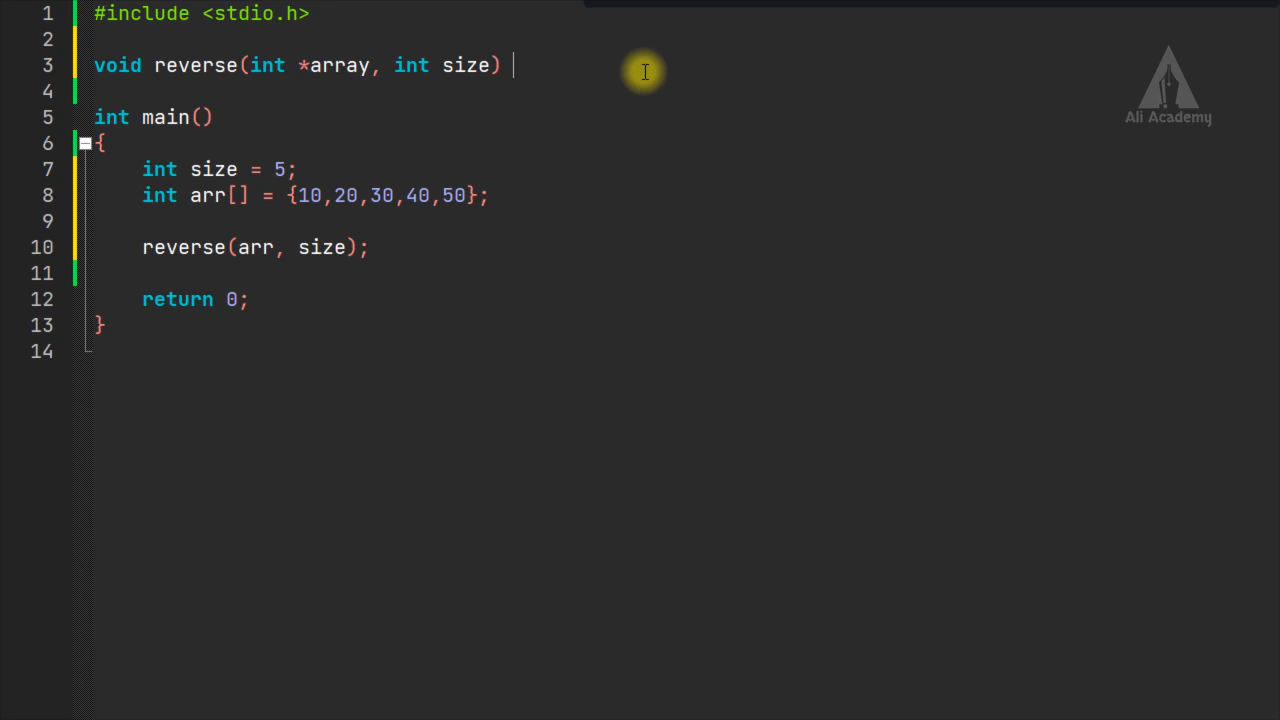 1 #include <stdio.h>
2
3 void reverse(int *array, int size)
4
5 int main()
6 {
7 int size = 5;
8 int arr[] = {10,20,30,40,50};
9
10 reverse(arr, size);
11
12 return 0;
13 }
14
Ali Academy